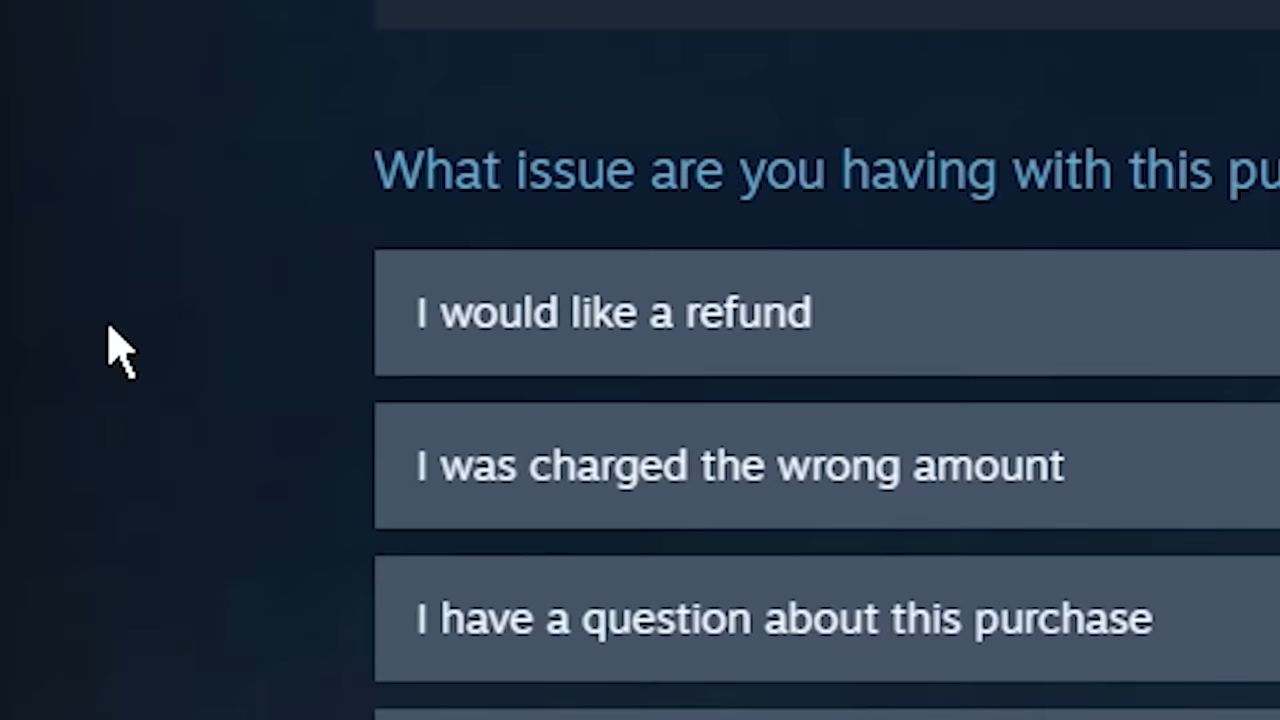 What issue are you having with this pu
I would like a refund
I was charged the wrong amount
I have a question about this purchase